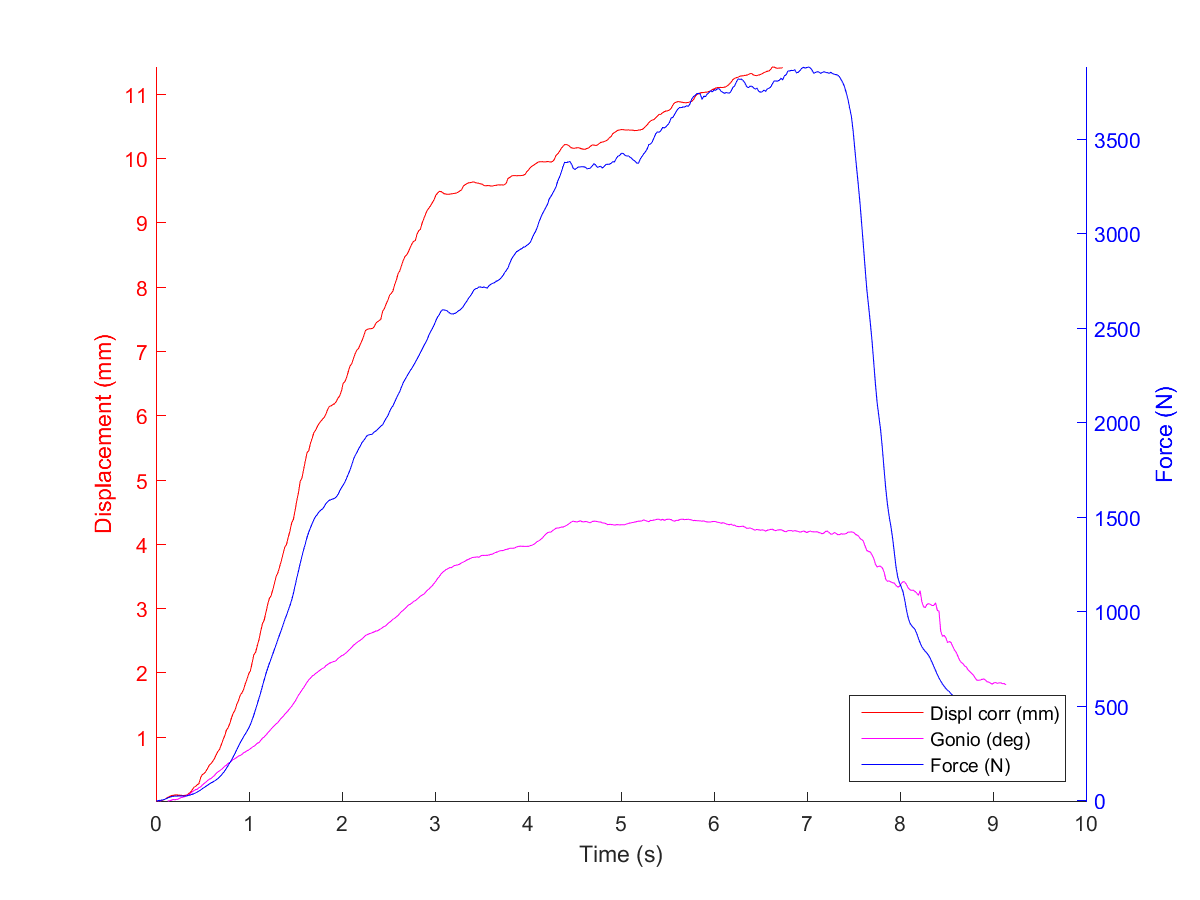 11
10
9
8
7
6
5
4
3
2
1
Displacement (mm)
3500
3000
2500
2000
1500
1000
500
0
Force (N)
Displ corr (mm)
Gonio (deg)
Force (N)
0 1 2 3 4 5 6 7 8 9 10
Time (s)